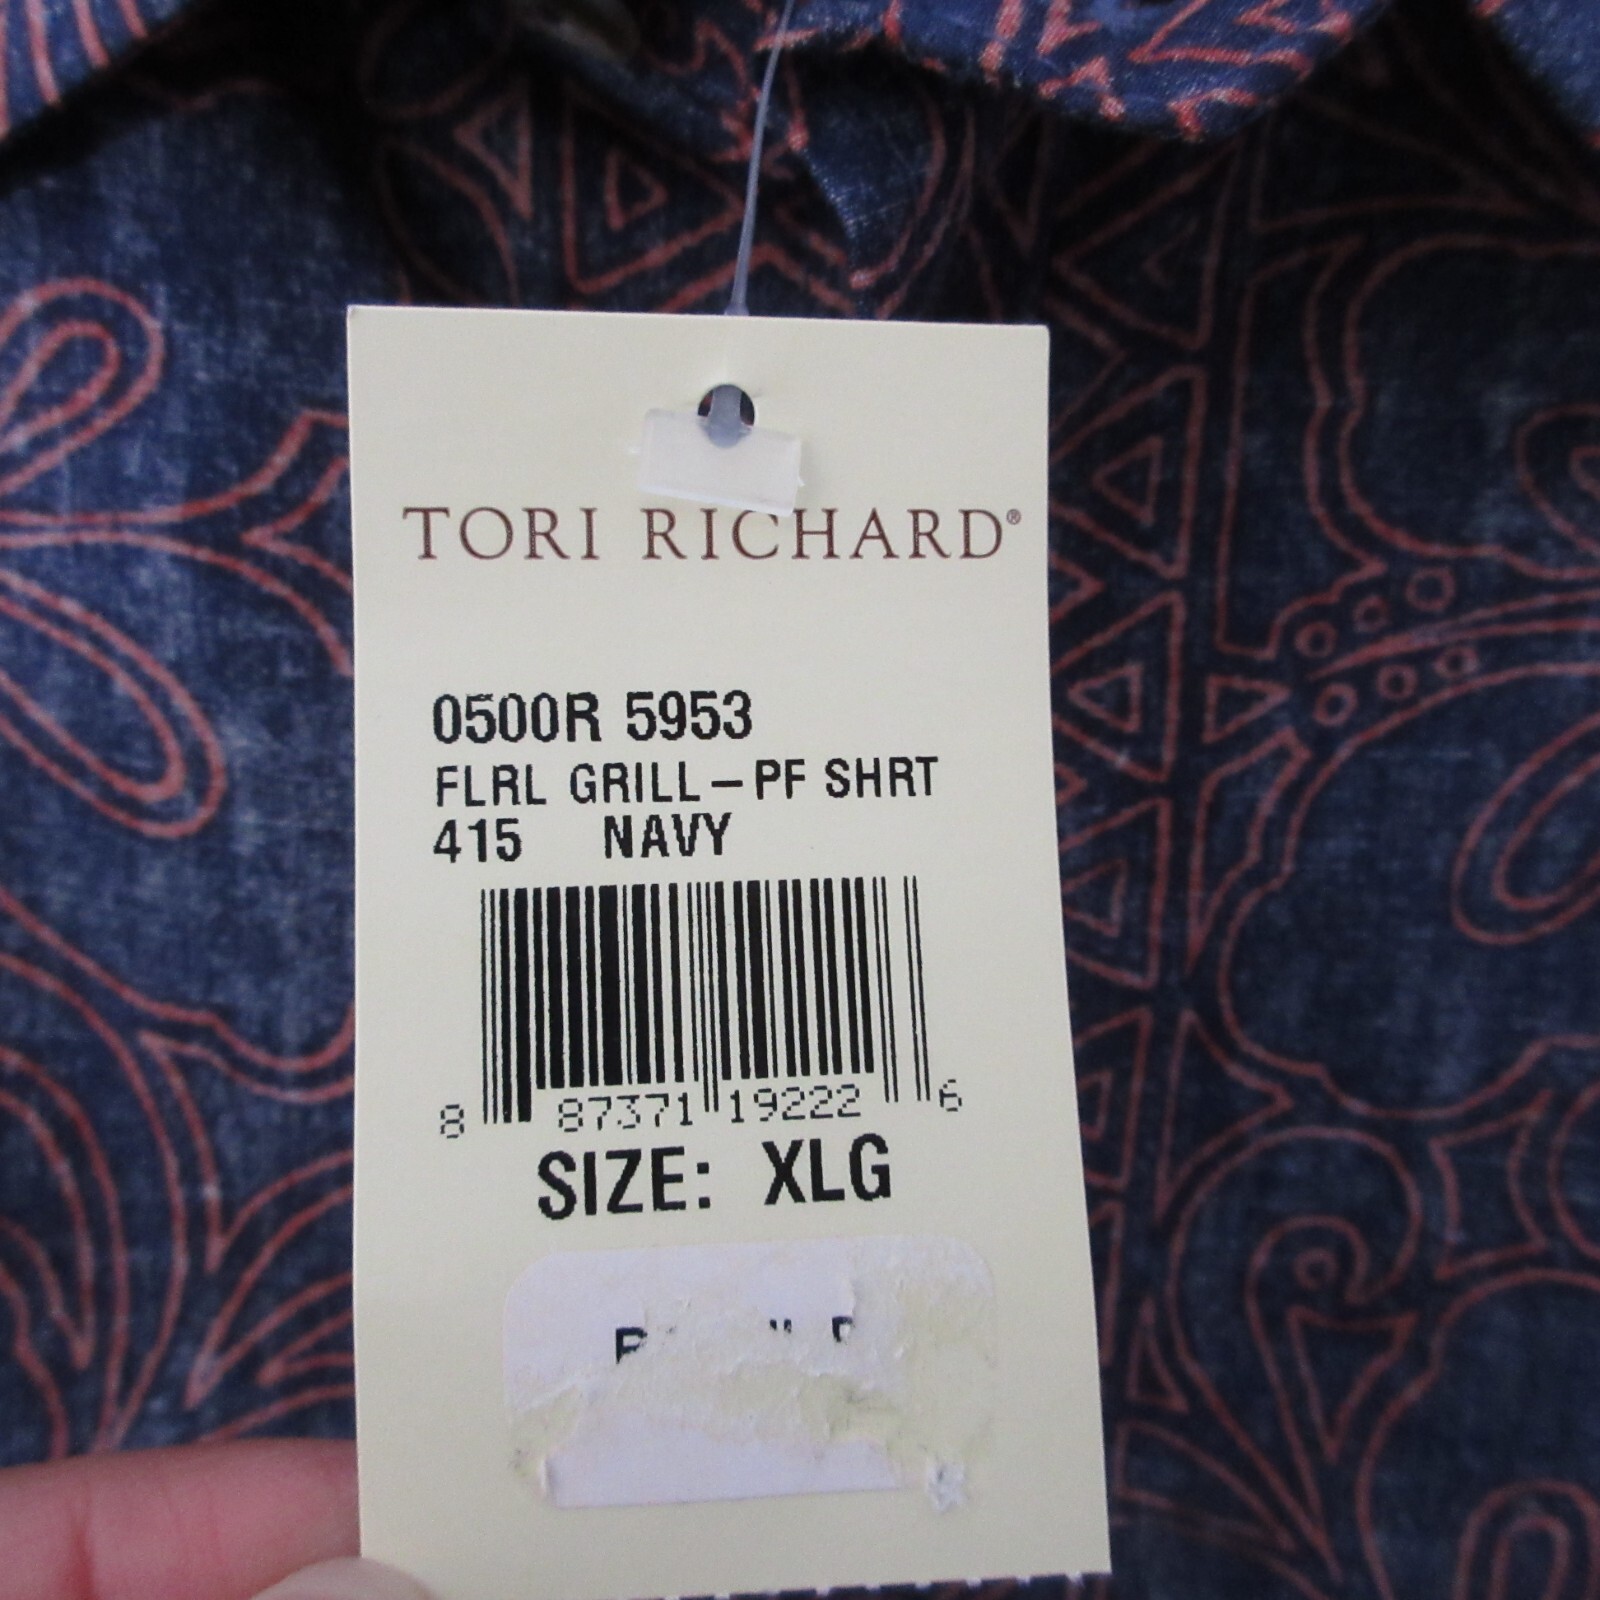 TORI RICHARD®
0500R 5953
FLRL GRILL-PF SHRT
415 NAVY
8 87371 19222 6
SIZE: XLG